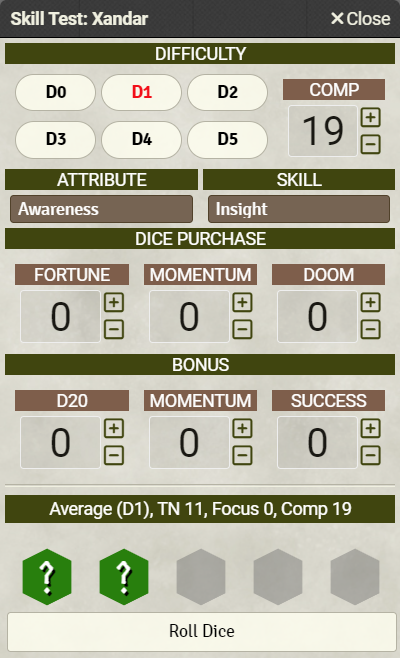 Skill Test: Xandar ✕Close
DIFFICULTY
D0 D1 D2
COMP
19
+
−
D3 D4 D5
ATTRIBUTE SKILL
Awareness Insight
DICE PURCHASE
FORTUNE MOMENTUM DOOM
0 + − 0 + − 0 + −
BONUS
D20 MOMENTUM SUCCESS
0 + − 0 + − 0 + −
Average (D1), TN 11, Focus 0, Comp 19
? ?
Roll Dice